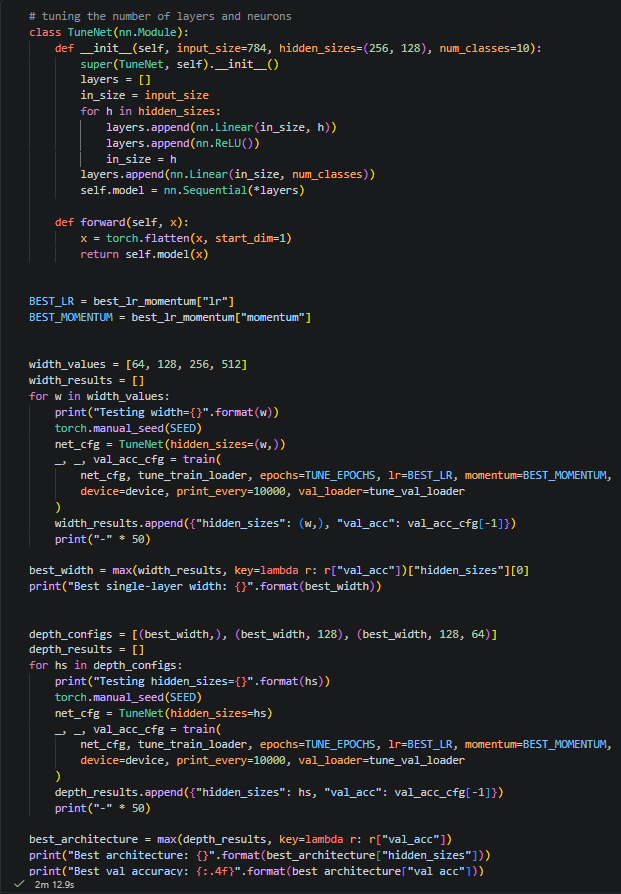 # tuning the number of layers and neurons
class TuneNet(nn.Module):
    def __init__(self, input_size=784, hidden_sizes=(256, 128), num_classes=10):
        super(TuneNet, self).__init__()
        layers = []
        in_size = input_size
        for h in hidden_sizes:
            layers.append(nn.Linear(in_size, h))
            layers.append(nn.ReLU())
            in_size = h
        layers.append(nn.Linear(in_size, num_classes))
        self.model = nn.Sequential(*layers)

    def forward(self, x):
        x = torch.flatten(x, start_dim=1)
        return self.model(x)


BEST_LR = best_lr_momentum["lr"]
BEST_MOMENTUM = best_lr_momentum["momentum"]


width_values = [64, 128, 256, 512]
width_results = []
for w in width_values:
    print("Testing width={}".format(w))
    torch.manual_seed(SEED)
    net_cfg = TuneNet(hidden_sizes=(w,))
    _, _, val_acc_cfg = train(
        net_cfg, tune_train_loader, epochs=TUNE_EPOCHS, lr=BEST_LR, momentum=BEST_MOMENTUM,
        device=device, print_every=10000, val_loader=tune_val_loader
    )
    width_results.append({"hidden_sizes": (w,), "val_acc": val_acc_cfg[-1]})
    print("-" * 50)

best_width = max(width_results, key=lambda r: r["val_acc"])["hidden_sizes"][0]
print("Best single-layer width: {}".format(best_width))


depth_configs = [(best_width,), (best_width, 128), (best_width, 128, 64)]
depth_results = []
for hs in depth_configs:
    print("Testing hidden_sizes={}".format(hs))
    torch.manual_seed(SEED)
    net_cfg = TuneNet(hidden_sizes=hs)
    _, _, val_acc_cfg = train(
        net_cfg, tune_train_loader, epochs=TUNE_EPOCHS, lr=BEST_LR, momentum=BEST_MOMENTUM,
        device=device, print_every=10000, val_loader=tune_val_loader
    )
    depth_results.append({"hidden_sizes": hs, "val_acc": val_acc_cfg[-1]})
    print("-" * 50)

best_architecture = max(depth_results, key=lambda r: r["val_acc"])
print("Best architecture: {}".format(best_architecture["hidden_sizes"]))
print("Best val accuracy: {:.4f}".format(best_architecture["val_acc"]))
✓ 2m 12.9s